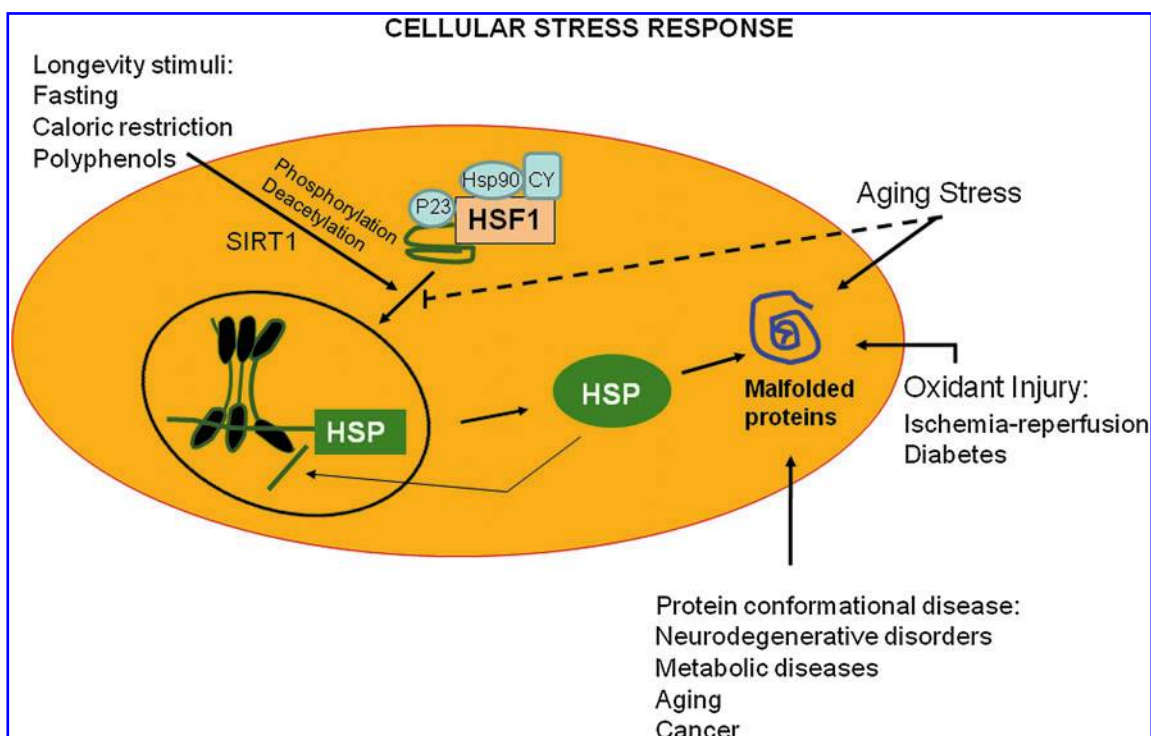 CELLULAR STRESS RESPONSE
Longevity stimuli:
Fasting
Caloric restriction
Polyphenols
Phosphorylation
Deacetylation
SIRT1
P23
Hsp90
CY
HSF1
Aging Stress
HSP
HSP
Malfolded
proteins
Oxidant Injury:
Ischemia-reperfusion
Diabetes
Protein conformational disease:
Neurodegenerative disorders
Metabolic diseases
Aging
Cancer